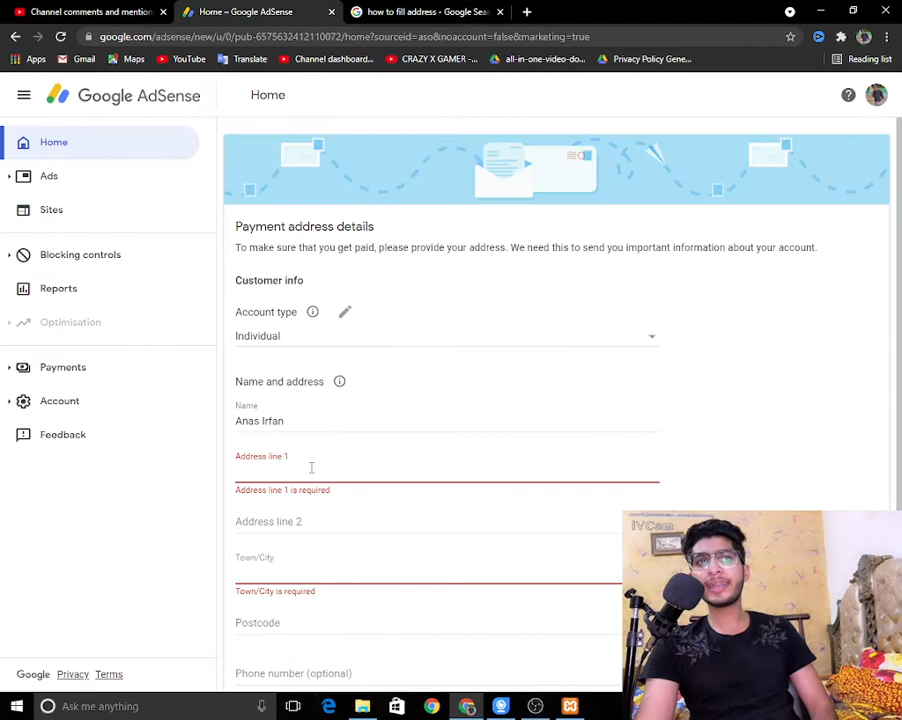 Channel comments and mention
Home – Google AdSense
how to fill address - Google Sea
google.com/adsense/new/u/0/pub-6575632412110072/home?sourceid=aso&noaccount=false&marketing=true
Apps
Gmail
Maps
YouTube
Translate
Channel dashboard...
CRAZY X GAMER -...
all-in-one-video-do...
Privacy Policy Gene...
Reading list
Google AdSense
Home
Home
Ads
Sites
Blocking controls
Reports
Optimisation
Payments
Account
Feedback
Payment address details
To make sure that you get paid, please provide your address. We need this to send you important information about your account.
Customer info
Account type
Individual
Name and address
Name
Anas Irfan
Address line 1
Address line 1 is required
Address line 2
Town/City
Town/City is required
Postcode
Phone number (optional)
iVCam
Google
Privacy
Terms
Ask me anything